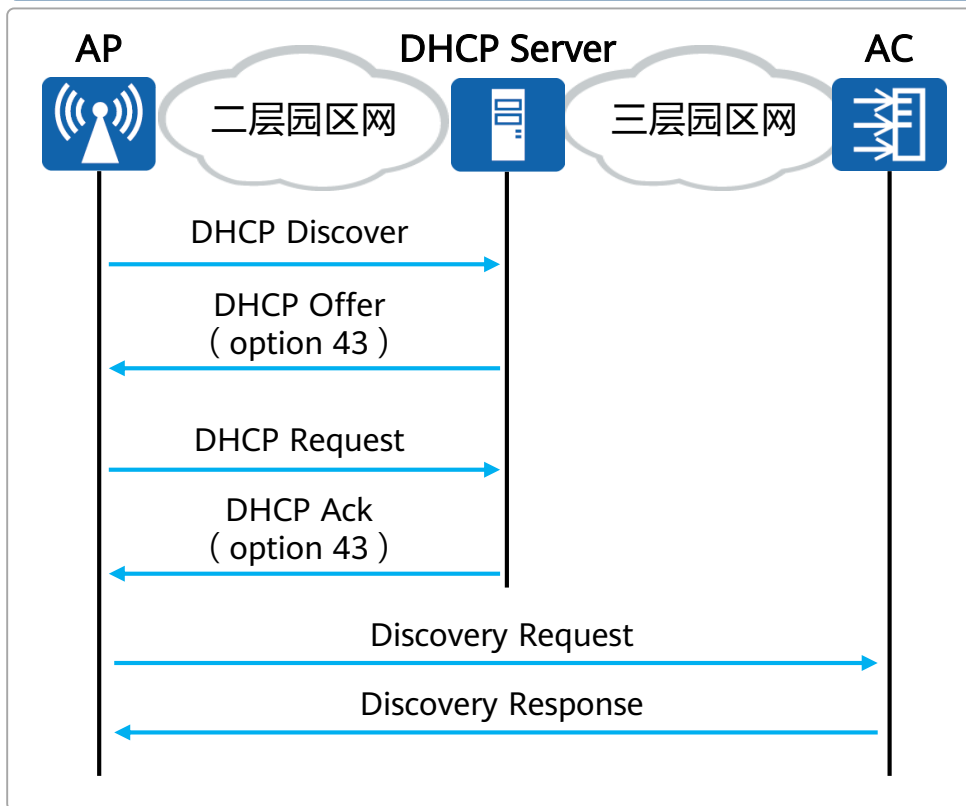 AP
DHCP Server
AC
二层园区网
三层园区网
DHCP Discover
DHCP Offer
（option 43）
DHCP Request
DHCP Ack
（option 43）
Discovery Request
Discovery Response